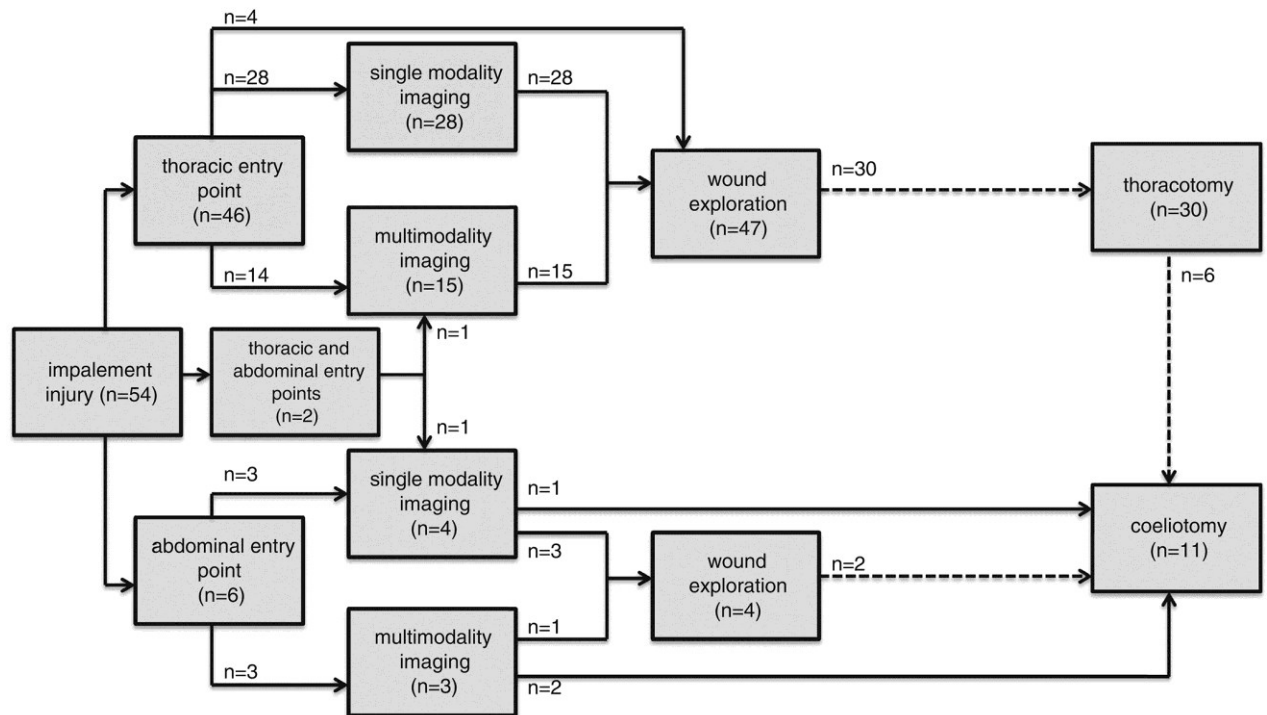 n=4
n=28
single modality
imaging
(n=28)
n=28
thoracic entry
point
(n=46)
wound
exploration
(n=47)
n=30
thoracotomy
(n=30)
n=14
multimodality
imaging
(n=15)
n=15
n=6
impalement
injury (n=54)
thoracic and
abdominal entry
points
(n=2)
n=1
n=1
n=3
single modality
imaging
(n=4)
n=1
n=3
abdominal entry
point
(n=6)
wound
exploration
(n=4)
n=2
coeliotomy
(n=11)
n=3
multimodality
imaging
(n=3)
n=1
n=2